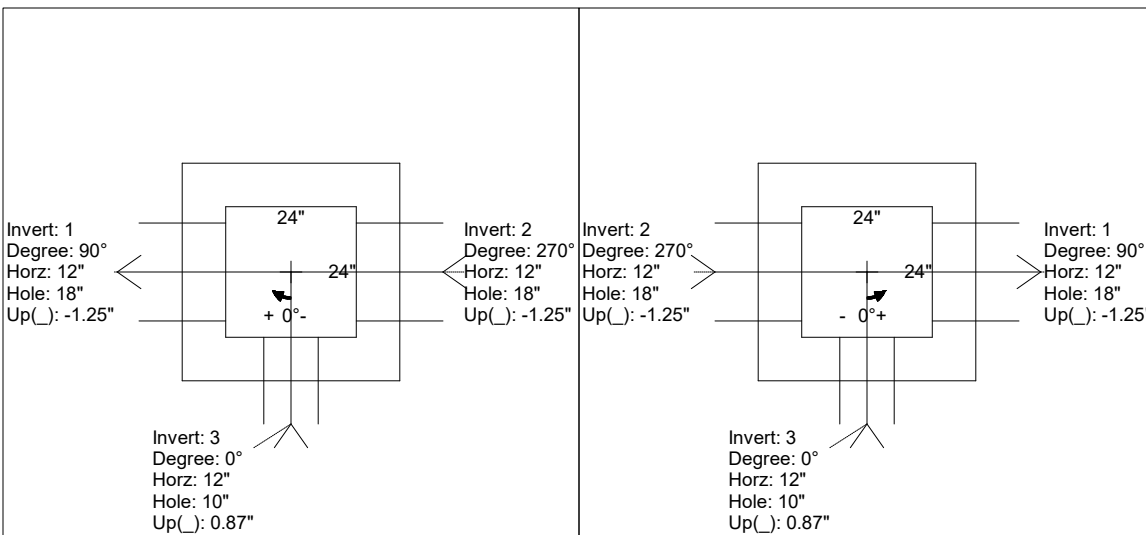 24"
24"
+ 0°-
Invert: 1
Degree: 90°
Horz: 12"
Hole: 18"
Up(_): -1.25"
Invert: 2
Degree: 270°
Horz: 12"
Hole: 18"
Up(_): -1.25"
Invert: 3
Degree: 0°
Horz: 12"
Hole: 10"
Up(_): 0.87"
Invert: 2
Degree: 270°
Horz: 12"
Hole: 18"
Up(_): -1.25"
24"
24"
- 0°+
Invert: 1
Degree: 90°
Horz: 12"
Hole: 18"
Up(_): -1.25"
Invert: 3
Degree: 0°
Horz: 12"
Hole: 10"
Up(_): 0.87"